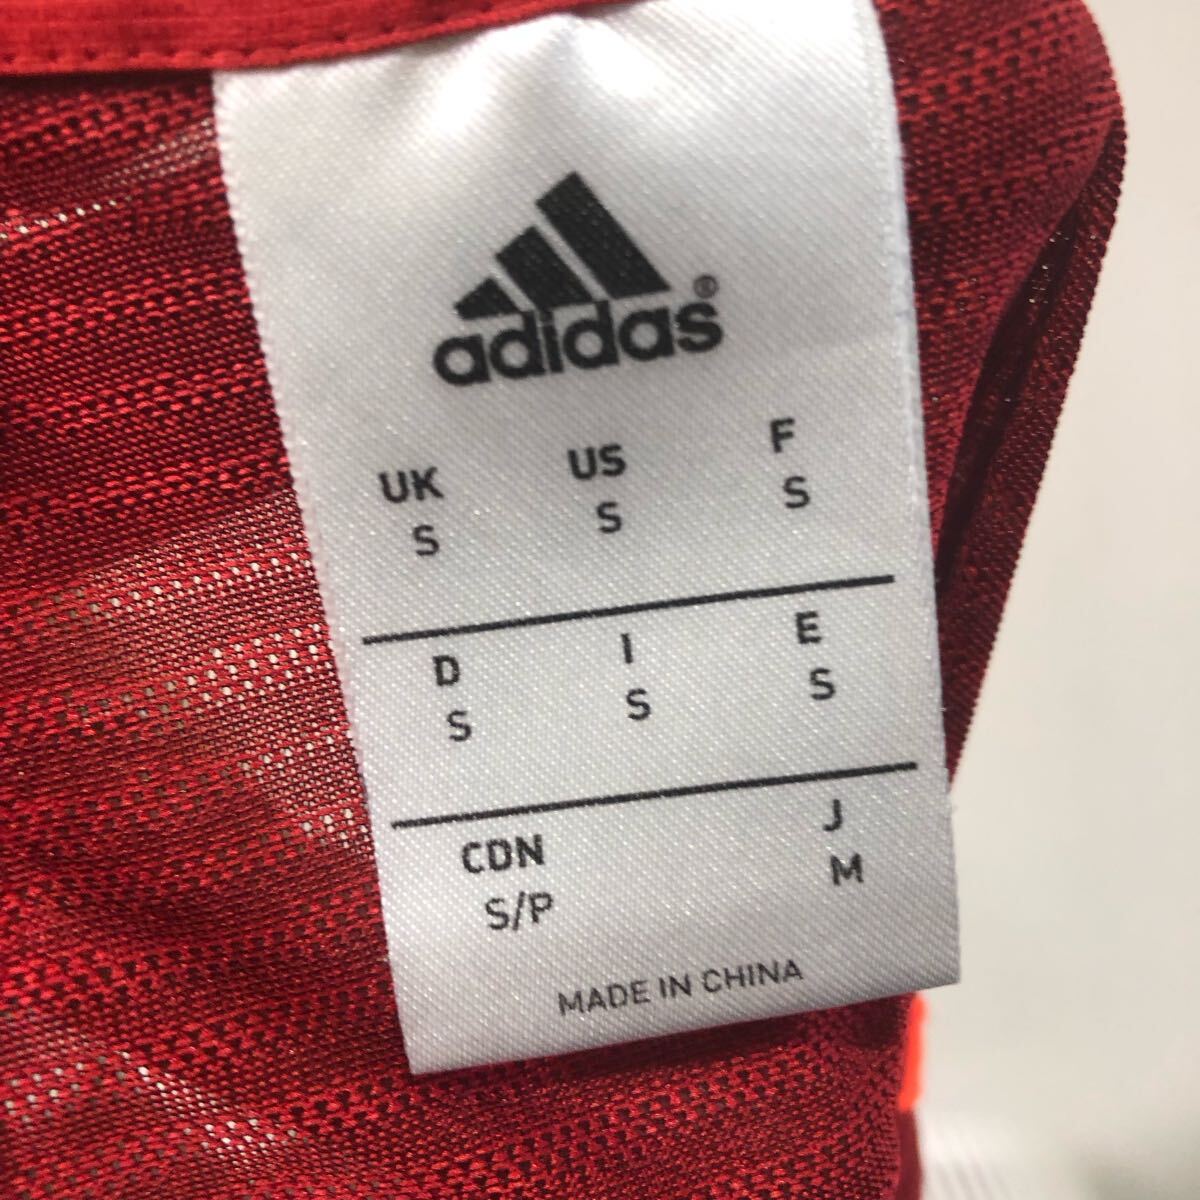 adidas®
UK US F
S S S
D I E
S S S
CDN J
S/P M
MADE IN CHINA